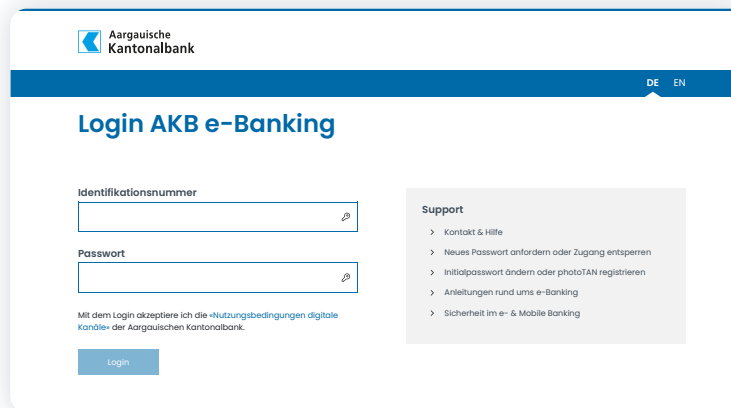 Aargauische
Kantonalbank
DE EN
Login AKB e-Banking
Identifikationsnummer
Passwort
Mit dem Login akzeptiere ich die «Nutzungsbedingungen digitale
Kanäle» der Aargauischen Kantonalbank.
Login
Support
Kontakt & Hilfe
Neues Passwort anfordern oder Zugang entsperren
Initialpasswort ändern oder photoTAN registrieren
Anleitungen rund ums e-Banking
Sicherheit im e- & Mobile Banking